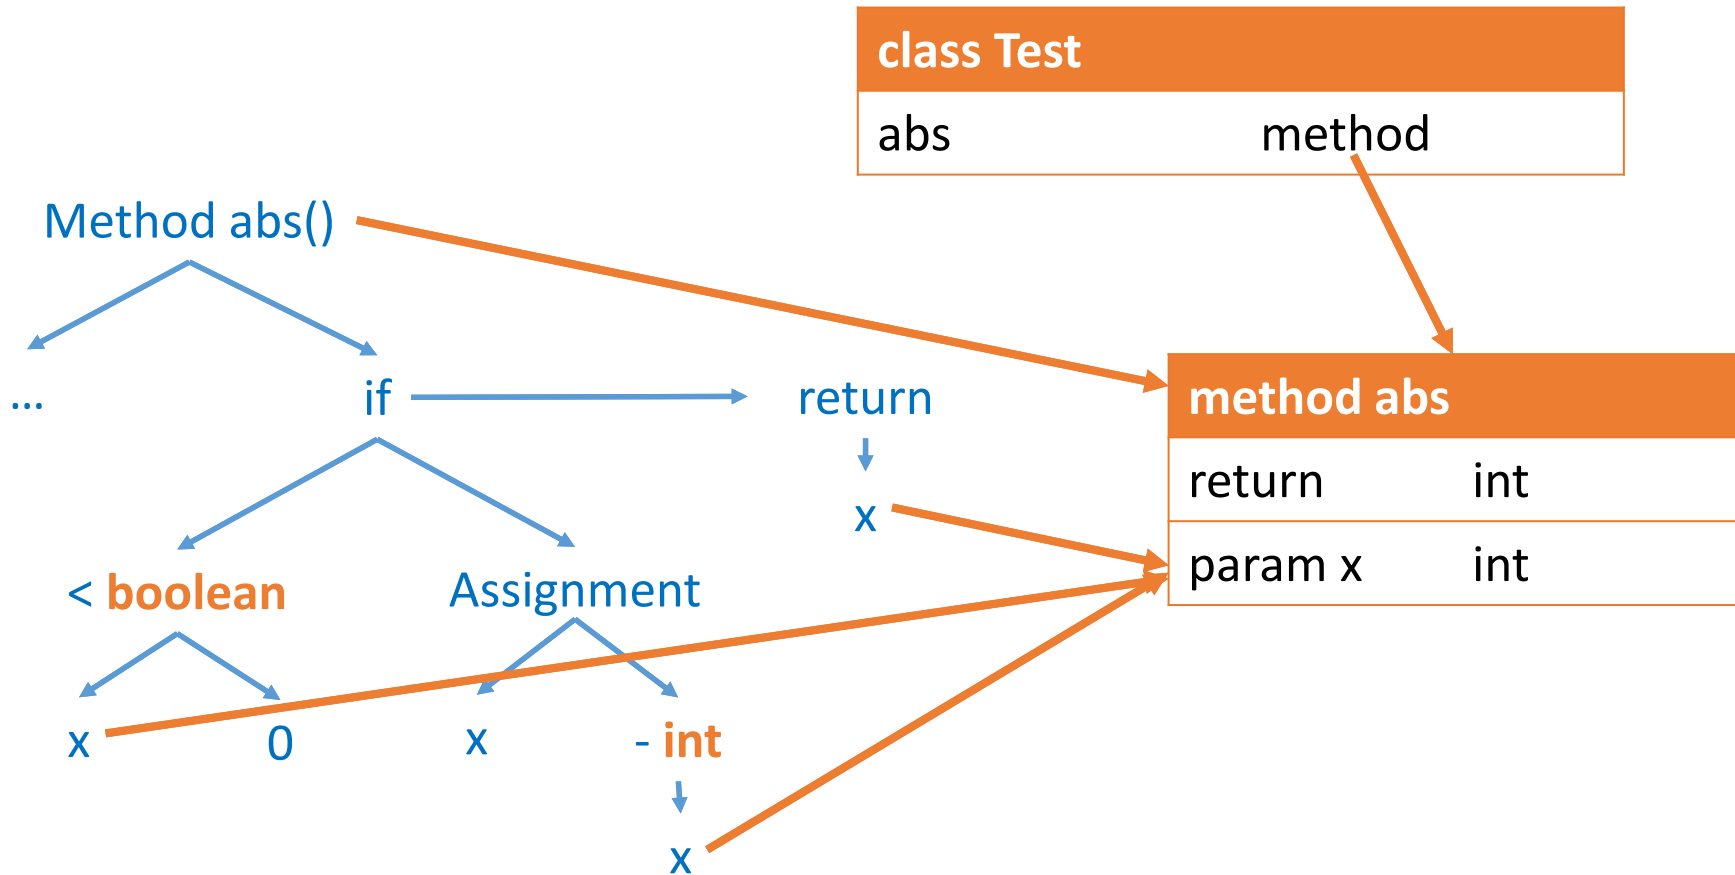 class Test
abs method
Method abs()
... if return
method abs
return int
x
param x int
< boolean Assignment
x 0 x - int
x